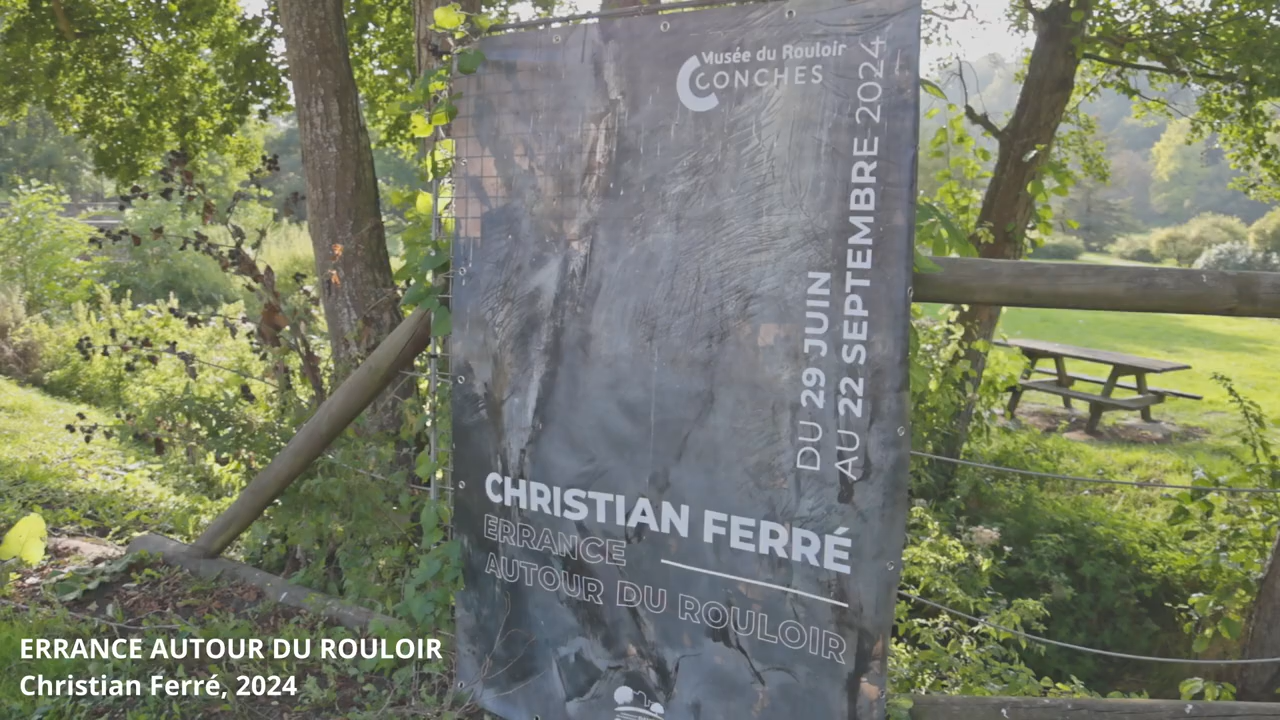 Musée du Rouloir
CONCHES
DU 29 JUIN
AU 22 SEPTEMBRE 2024
CHRISTIAN FERRÉ
ERRANCE
AUTOUR DU ROULOIR
ERRANCE AUTOUR DU ROULOIR
Christian Ferré, 2024